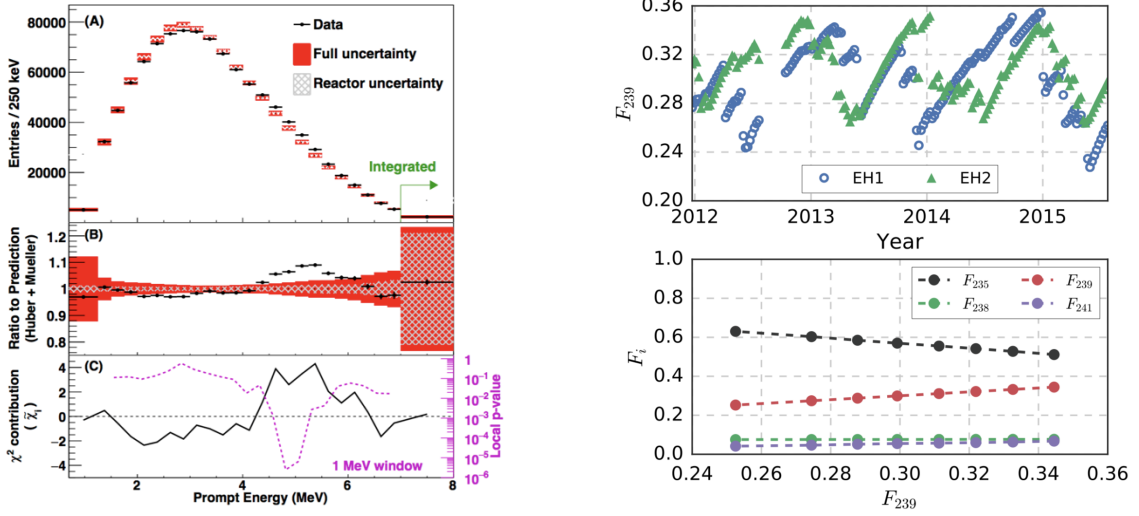 (A)
Entries / 250 keV
80000
60000
40000
20000
Data
Full uncertainty
Reactor uncertainty
Integrated
(B)
Ratio to Prediction
(Huber + Mueller)
1.2
1.1
1.0
0.9
0.8
(C)
χ² contribution
( χ̃ᵢ )
4
2
0
−2
−4
1
10⁻¹
10⁻²
10⁻³
10⁻⁴
10⁻⁵
10⁻⁶
Local p-value
1 MeV window
2 4 6 8
Prompt Energy (MeV)
0.36
0.32
0.28
0.24
0.20
F₂₃₉
EH1 EH2
2012 2013 2014 2015
Year
1.0
0.8
0.6
0.4
0.2
0.0
Fᵢ
F₂₃₅ F₂₃₉
F₂₃₈ F₂₄₁
0.24 0.26 0.28 0.30 0.32 0.34 0.36
F₂₃₉